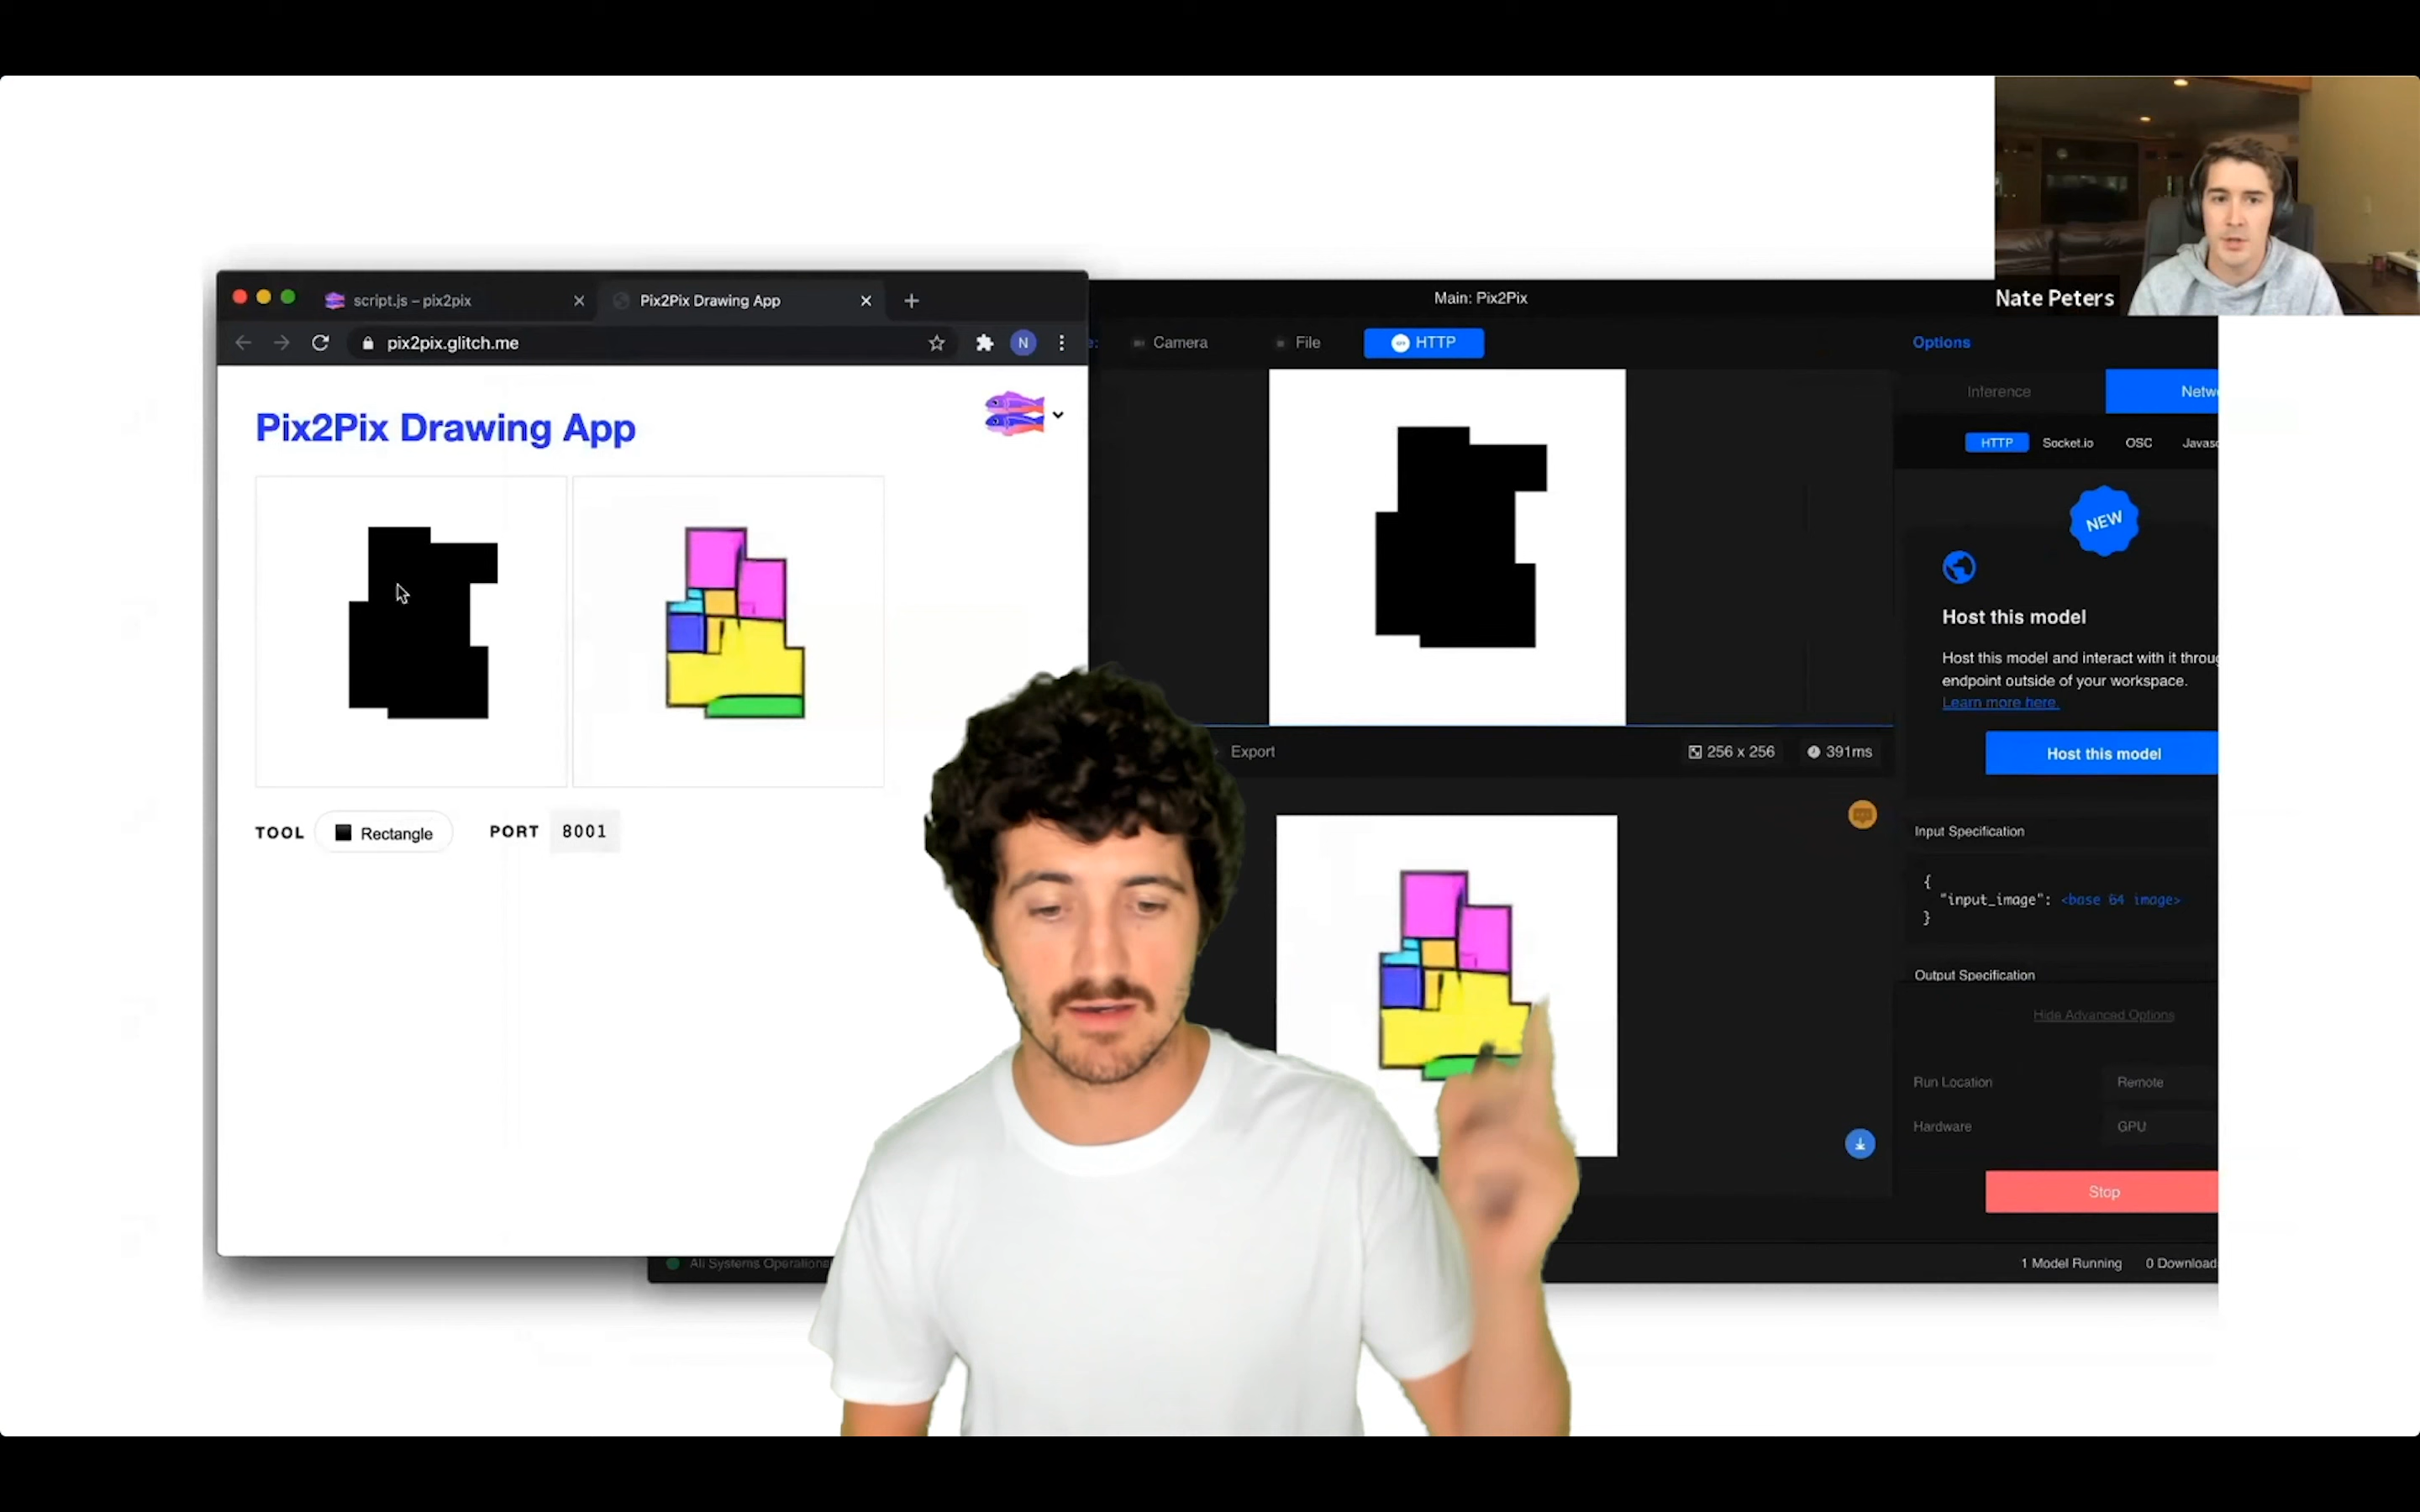 Nate Peters
script.js – pix2pix
Pix2Pix Drawing App
pix2pix.glitch.me
N
Pix2Pix Drawing App
TOOL Rectangle PORT 8001
Main: Pix2Pix
Camera File HTTP
Options
Inference
HTTP Socket.io OSC
NEW
Host this model
Host this model and interact with it
endpoint outside of your workspace.
Learn more here.
Host this model
Export 256 x 256 391ms
Input Specification
{
"input_image": <base 64 image>
}
Output Specification
Hide Advanced Options
Run Location Remote
Hardware GPU
Stop
All Systems
1 Model Running 0